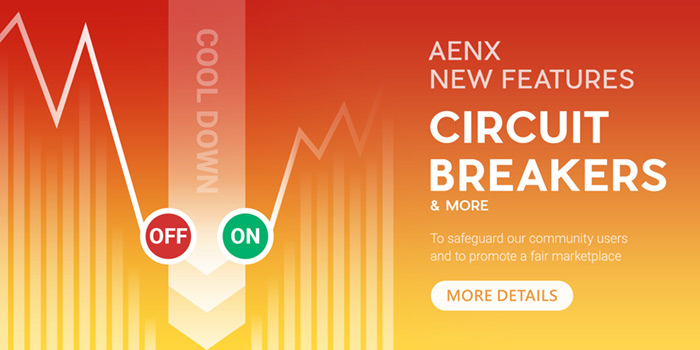 COOL DOWN
OFF
ON
AENX
NEW FEATURES
CIRCUIT
BREAKERS
& MORE
To safeguard our community users
and to promote a fair marketplace
MORE DETAILS